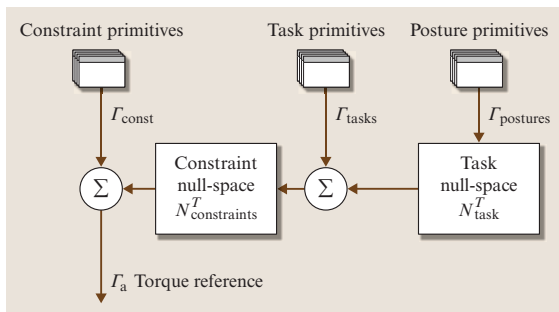 Constraint primitives
Task primitives
Posture primitives
Γconst
Γtasks
Γpostures
Constraint
null-space
N^T_constraints
Task
null-space
N^T_task
Σ
Σ
Γa Torque reference